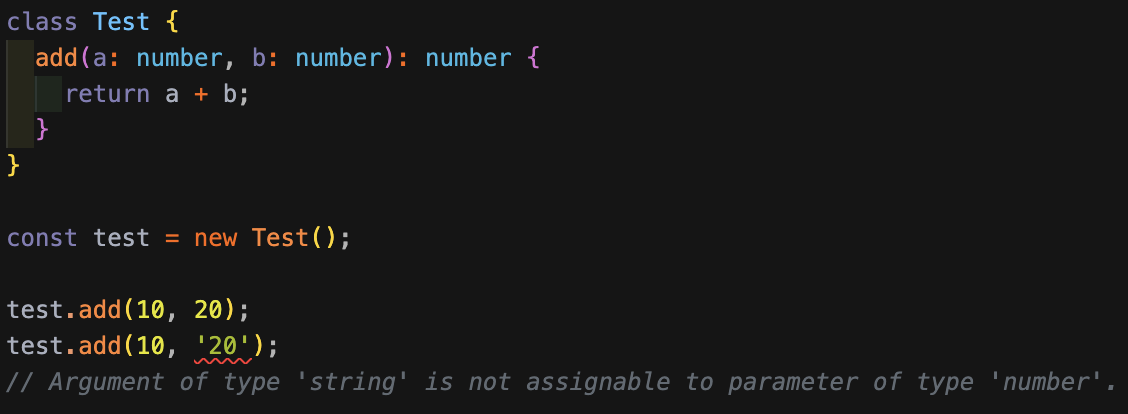 class Test {
add(a: number, b: number): number {
return a + b;
}
}
const test = new Test();
test.add(10, 20);
test.add(10, '20');
// Argument of type 'string' is not assignable to parameter of type 'number'.